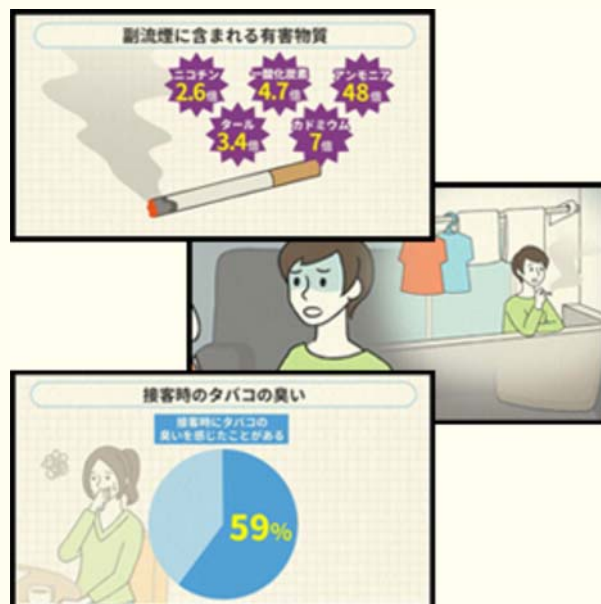 副流煙に含まれる有害物質
ニコチン
2.6倍
一酸化炭素
4.7倍
アンモニア
48倍
タール
3.4倍
カドミウム
7倍
接客時のタバコの臭い
接客時にタバコの
臭いを感じたことがある
59%